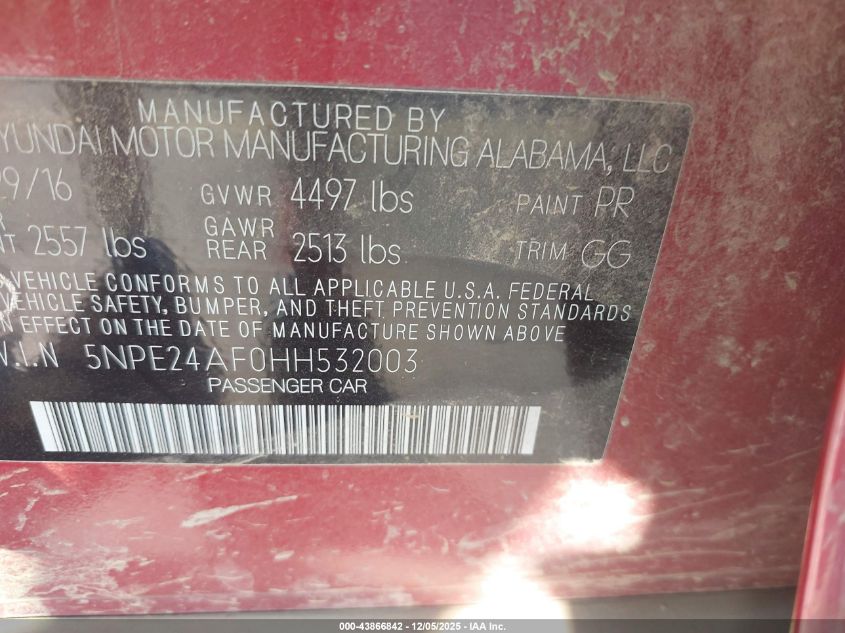 MANUFACTURED BY
YUNDAI MOTOR MANUFACTURING ALABAMA, LLC
09/16 GVWR 4497 lbs PAINT PR
2557 lbs GAWR REAR 2513 lbs TRIM GG
VEHICLE CONFORMS TO ALL APPLICABLE U.S.A. FEDERAL
VEHICLE SAFETY, BUMPER, AND THEFT PREVENTION STANDARDS
IN EFFECT ON THE DATE OF MANUFACTURE SHOWN ABOVE
V.I.N 5NPE24AF0HH532003
PASSENGER CAR
000-43866842 - 12/05/2025 - IAA Inc.